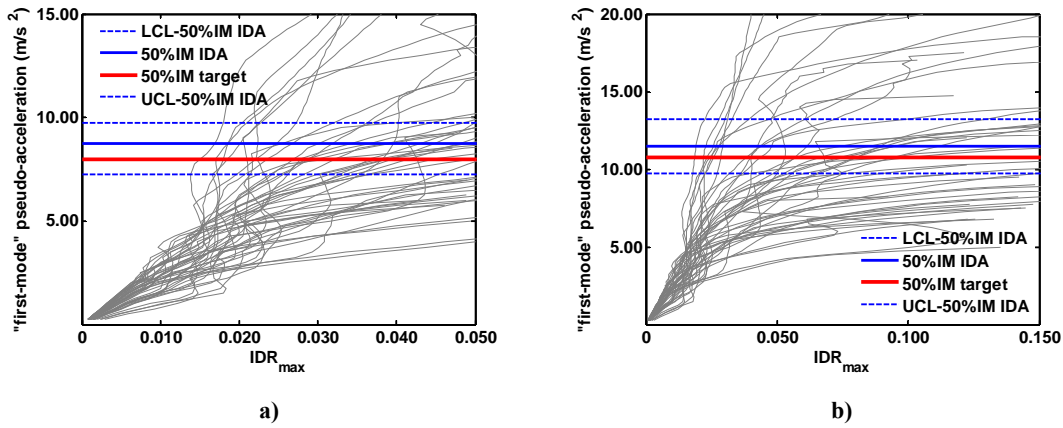 15.00
10.00
5.00
LCL-50%IM IDA
50%IM IDA
50%IM target
UCL-50%IM IDA
0
0.010
0.020
0.030
0.040
0.050
IDRmax
"first-mode" pseudo-acceleration (m/s 2)
a)
20.00
15.00
10.00
5.00
LCL-50%IM IDA
50%IM IDA
50%IM target
UCL-50%IM IDA
0
0.050
0.100
0.150
IDRmax
"first-mode" pseudo-acceleration (m/s 2)
b)